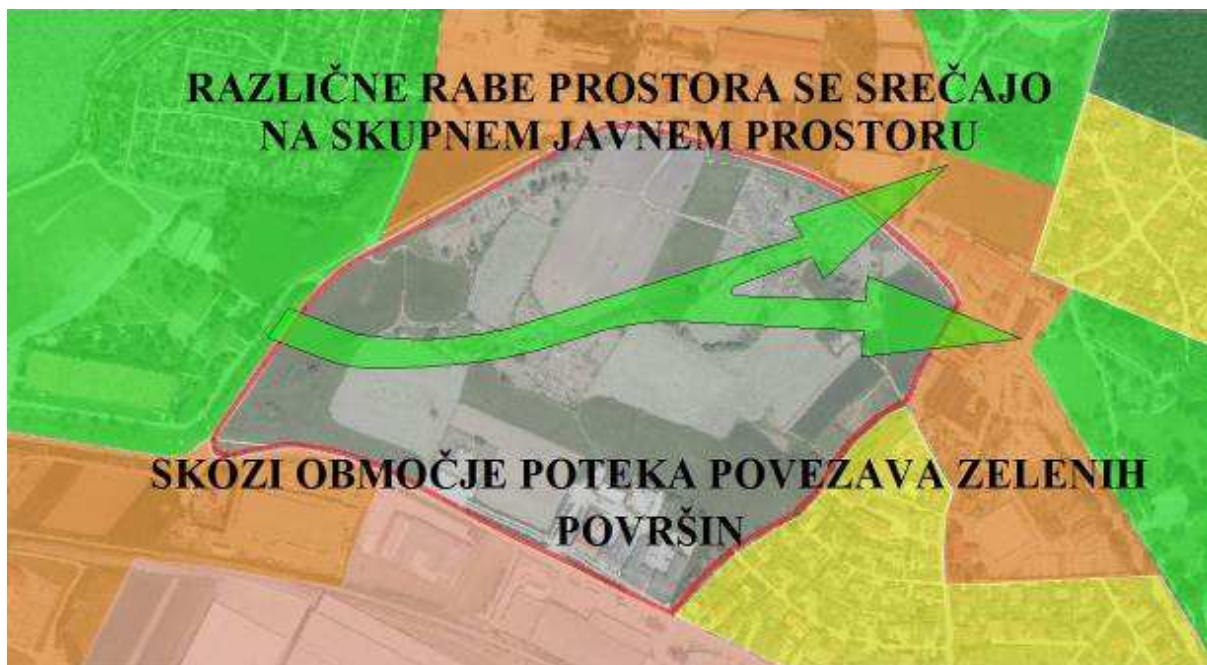 RAZLIČNE RABE PROSTORA SE SREČAJO
NA SKUPNEM JAVNEM PROSTORU
SKOZI OBMOČJE POTEKA POVEZAVA ZELENIH
POVRŠIN